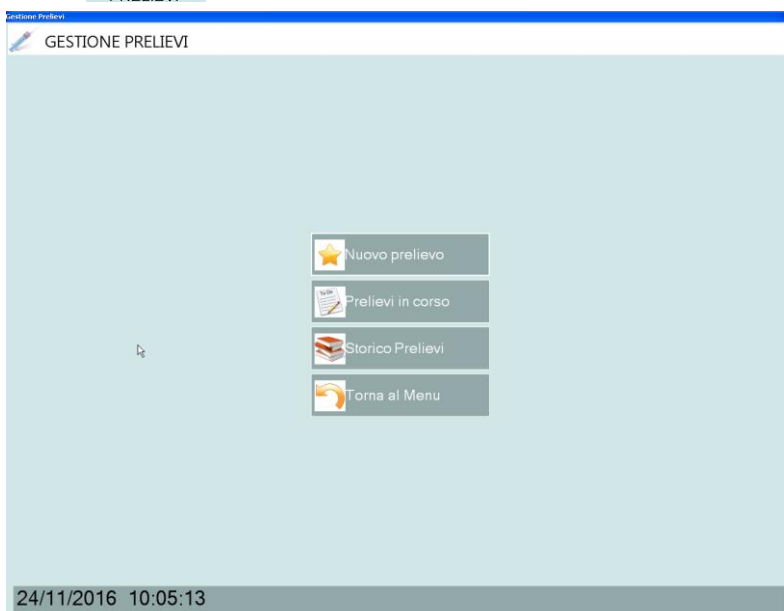 PRELIEVI
Gestione Prelievi
GESTIONE PRELIEVI
Nuovo prelievo
Prelievi in corso
Storico Prelievi
Torna al Menu
24/11/2016 10:05:13